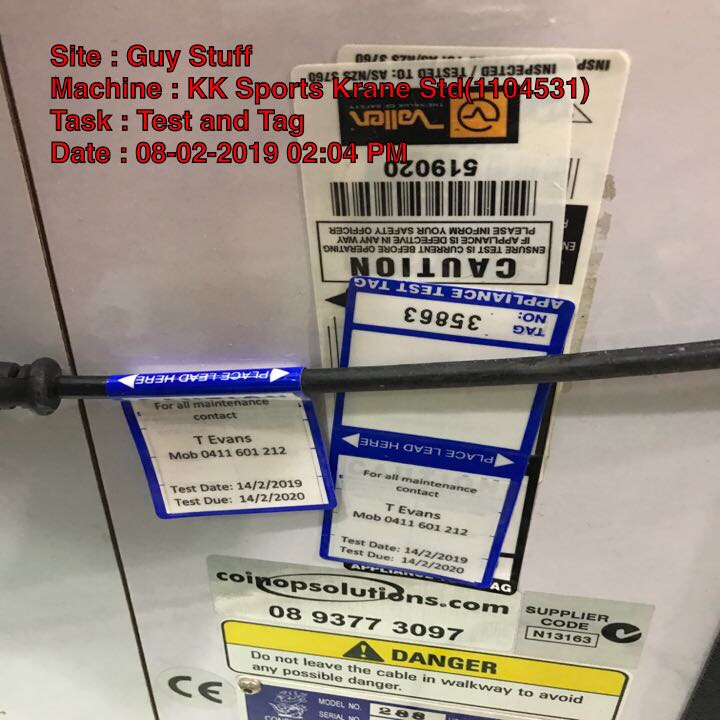 Site : Guy Stuff
Machine : KK Sports Krane Std(1104531)
Task : Test and Tag
Date : 08-02-2019 02:04 PM
INSPECTED / TESTED TO: AS/NZS 3760
Vallen
THE VALUE OF SAFETY
519020
CAUTION
ENSURE TEST IS CURRENT BEFORE OPERATING
IF APPLIANCE IS DEFECTIVE IN ANY WAY
PLEASE INFORM YOUR SAFETY OFFICER
APPLIANCE TEST TAG
TAG NO: 35863
PLACE LEAD HERE
For all maintenance
contact
T Evans
Mob 0411 601 212
Test Date: 14/2/2019
Test Due: 14/2/2020
PLACE LEAD HERE
For all maintenance
contact
T Evans
Mob 0411 601 212
Test Date: 14/2/2019
Test Due: 14/2/2020
coinopsolutions.com
08 9377 3097
SUPPLIER
CODE
N13163
DANGER
Do not leave the cable in walkway to avoid
any possible danger.
CE
MODEL NO. 288
SERIAL NO.